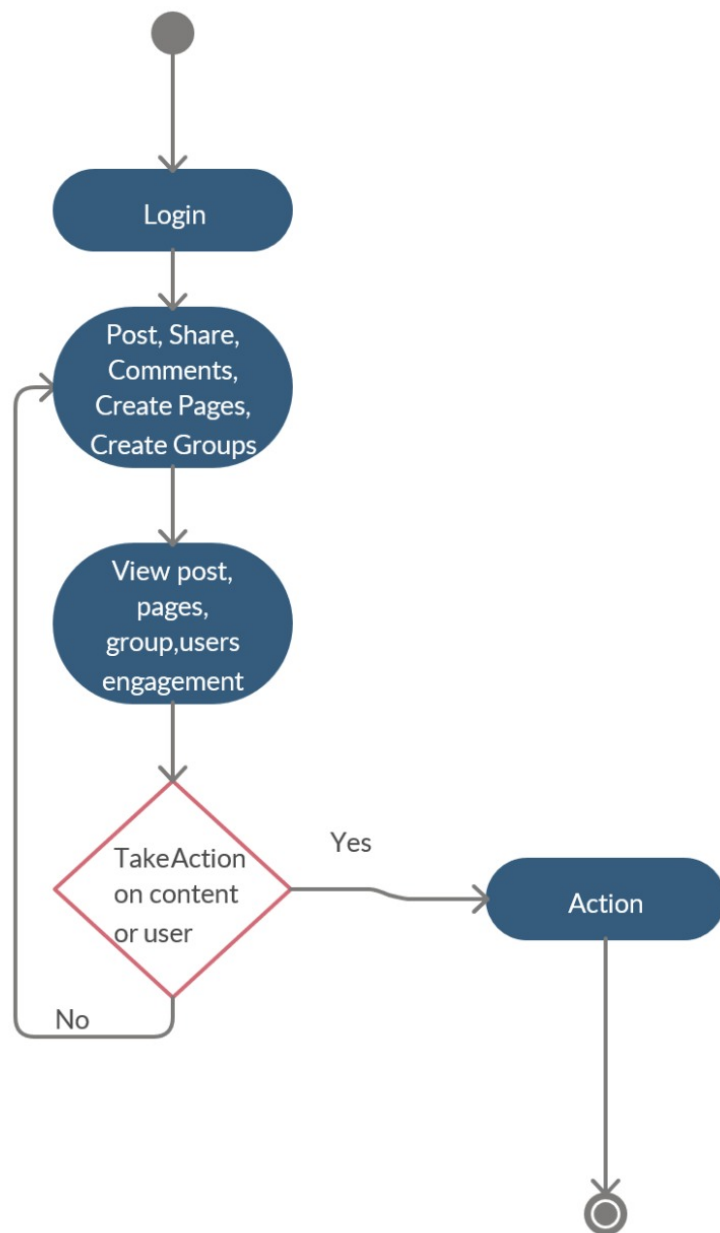 Login
Post, Share,
Comments,
Create Pages,
Create Groups
View post,
pages,
group,users
engagement
TakeAction
on content
or user
Yes
Action
No